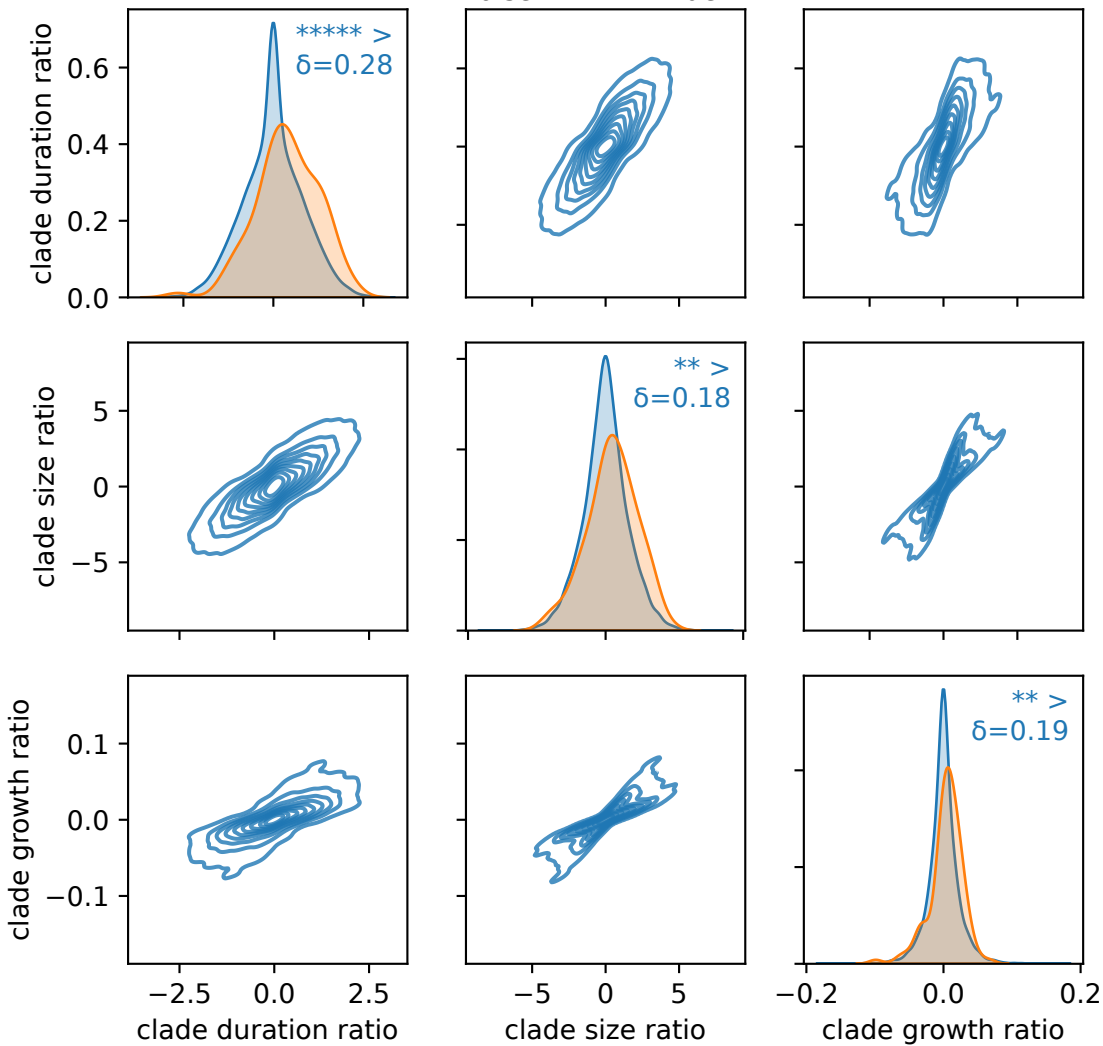 ***** >
δ=0.28
clade duration ratio
0.6
0.4
0.2
0.0
** >
δ=0.18
clade size ratio
5
0
−5
** >
δ=0.19
clade growth ratio
0.1
0.0
−0.1
−2.5 0.0 2.5
−5 0 5
−0.2 0.0 0.2
clade duration ratio
clade size ratio
clade growth ratio